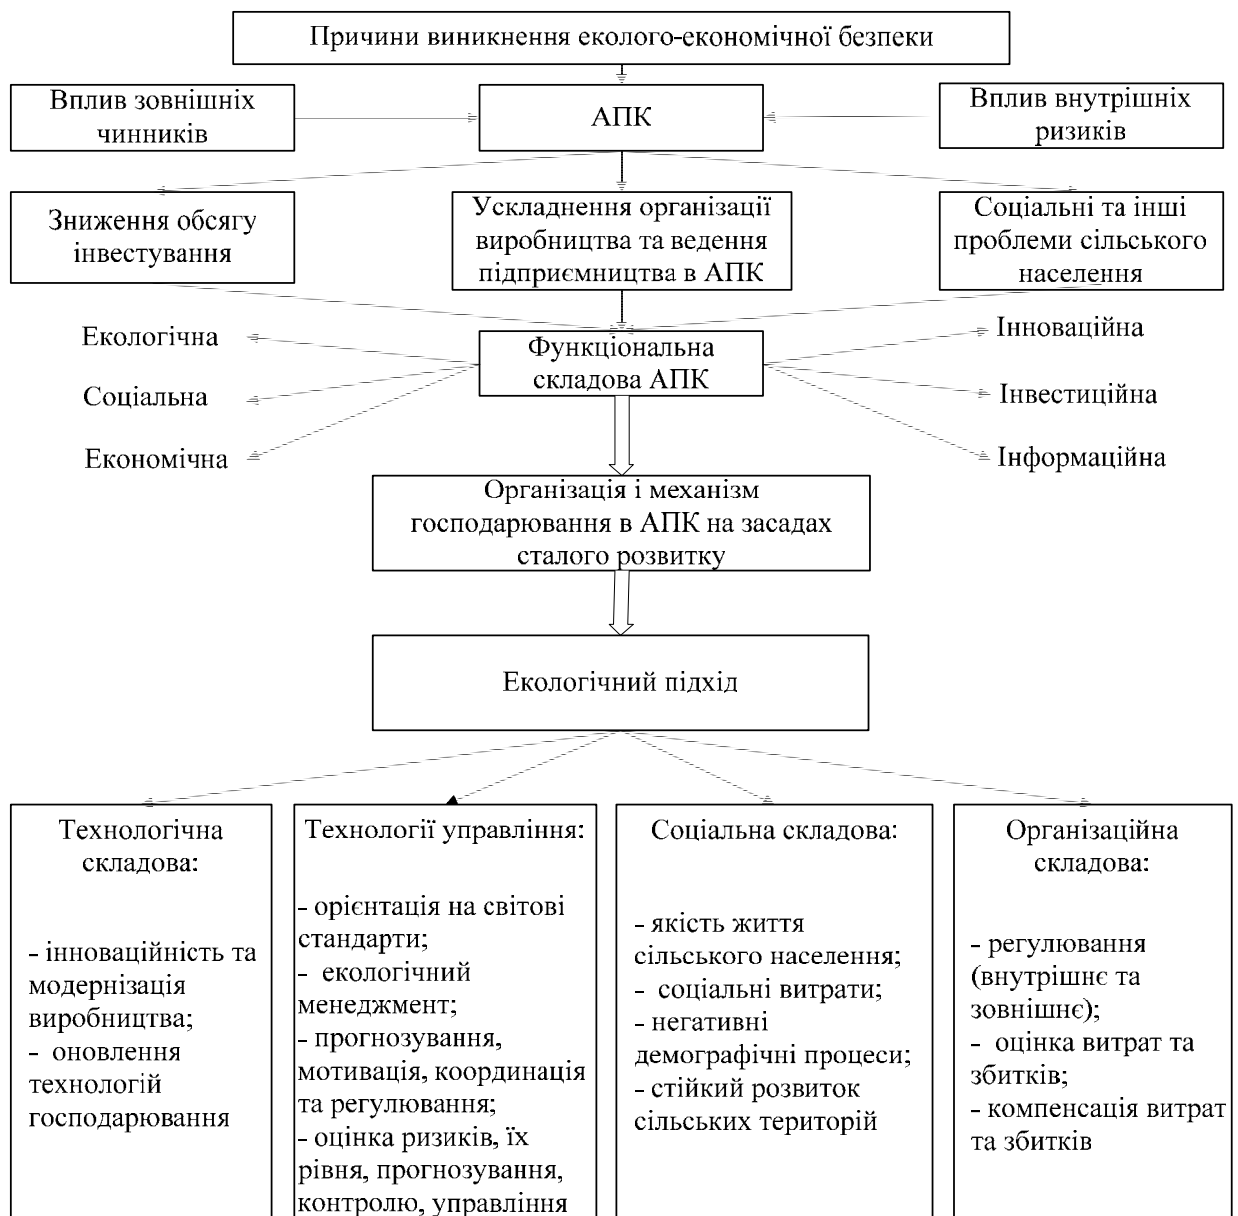 Причини виникнення еколого-економічної безпеки
Вплив зовнішніх
чинників
АПК
Вплив внутрішніх
ризиків
Зниження обсягу
інвестування
Ускладнення організації
виробництва та ведення
підприємництва в АПК
Соціальні та інші
проблеми сільського
населення
Екологічна
Соціальна
Економічна
Функціональна
складова АПК
Інноваційна
Інвестиційна
Інформаційна
Організація і механізм
господарювання в АПК на засадах
сталого розвитку
Екологічний підхід
Технологічна
складова:
- інноваційність та
модернізація
виробництва;
- оновлення
технологій
господарювання
Технології управління:
- орієнтація на світові
стандарти;
- екологічний
менеджмент;
- прогнозування,
мотивація, координація
та регулювання;
- оцінка ризиків, їх
рівня, прогнозування,
контролю, управління
Соціальна складова:
- якість життя
сільського населення;
- соціальні витрати;
- негативні
демографічні процеси;
- стійкий розвиток
сільських територій
Організаційна
складова:
- регулювання
(внутрішнє та
зовнішнє);
- оцінка витрат та
збитків;
- компенсація витрат
та збитків